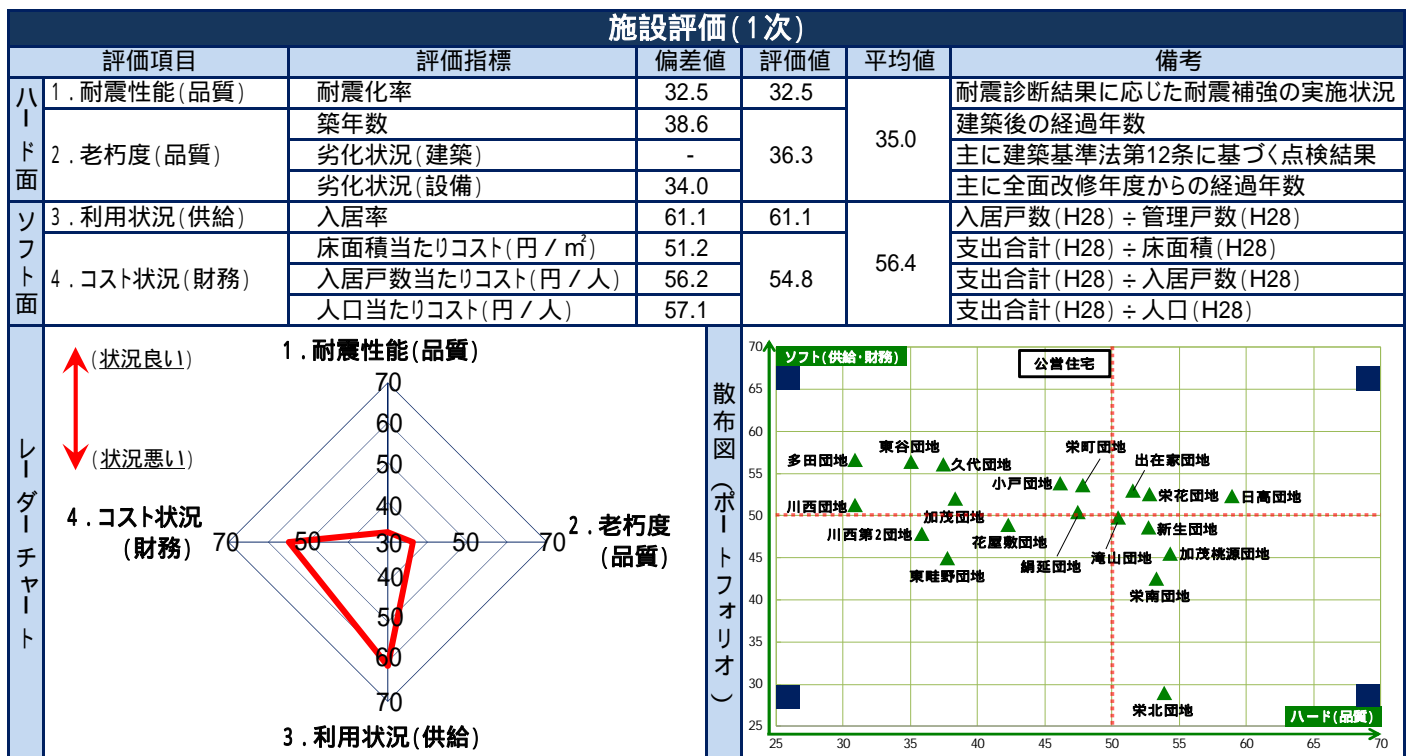 施設評価(1次)
評価項目 評価指標 偏差値 評価値 平均値 備考
ハード面
1.耐震性能(品質) 耐震化率 32.5 32.5 35.0 耐震診断結果に応じた耐震補強の実施状況
2.老朽度(品質) 築年数 38.6 36.3 建築後の経過年数
劣化状況(建築) - 主に建築基準法第12条に基づく点検結果
劣化状況(設備) 34.0 主に全面改修年度からの経過年数
ソフト面
3.利用状況(供給) 入居率 61.1 61.1 56.4 入居戸数(H28)÷管理戸数(H28)
4.コスト状況(財務) 床面積当たりコスト(円/㎡) 51.2 54.8 支出合計(H28)÷床面積(H28)
入居戸数当たりコスト(円/人) 56.2 支出合計(H28)÷入居戸数(H28)
人口当たりコスト(円/人) 57.1 支出合計(H28)÷人口(H28)
レーダーチャート
(状況良い)
(状況悪い)
1.耐震性能(品質)
70
60
50
40
30
2.老朽度
(品質)
50
70
4.コスト状況
(財務)
70
50
40
50
60
70
3.利用状況(供給)
散布図(ポートフォリオ)
ソフト(供給・財務)
公営住宅
70
65
60
55
50
45
40
35
30
25
多田団地
東谷団地
久代団地
栄町団地
小戸団地
出在家団地
栄花団地
日高団地
川西団地
加茂団地
川西第2団地
花屋敷団地
絹延団地
滝山団地
新生団地
加茂桃源団地
東畦野団地
栄南団地
栄北団地
ハード(品質)
25 30 35 40 45 50 55 60 65 70